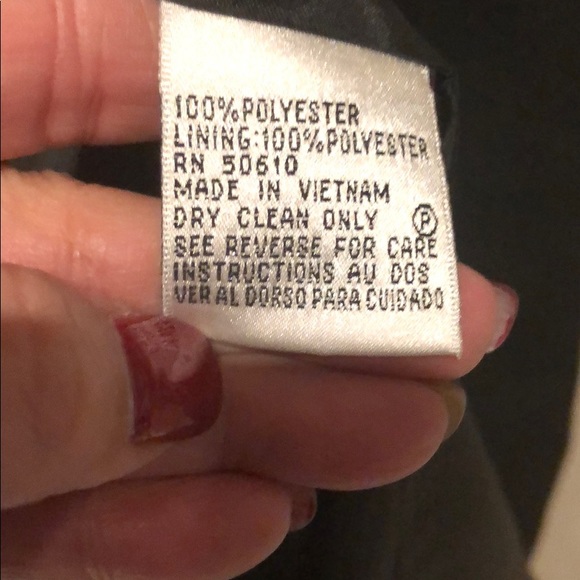 100%POLYESTER
LINING:100%POLYESTER
RN 50610
MADE IN VIETNAM
DRY CLEAN ONLY Ⓟ
SEE REVERSE FOR CARE
INSTRUCTIONS AU DOS
VER AL DORSO PARA CUIDADO